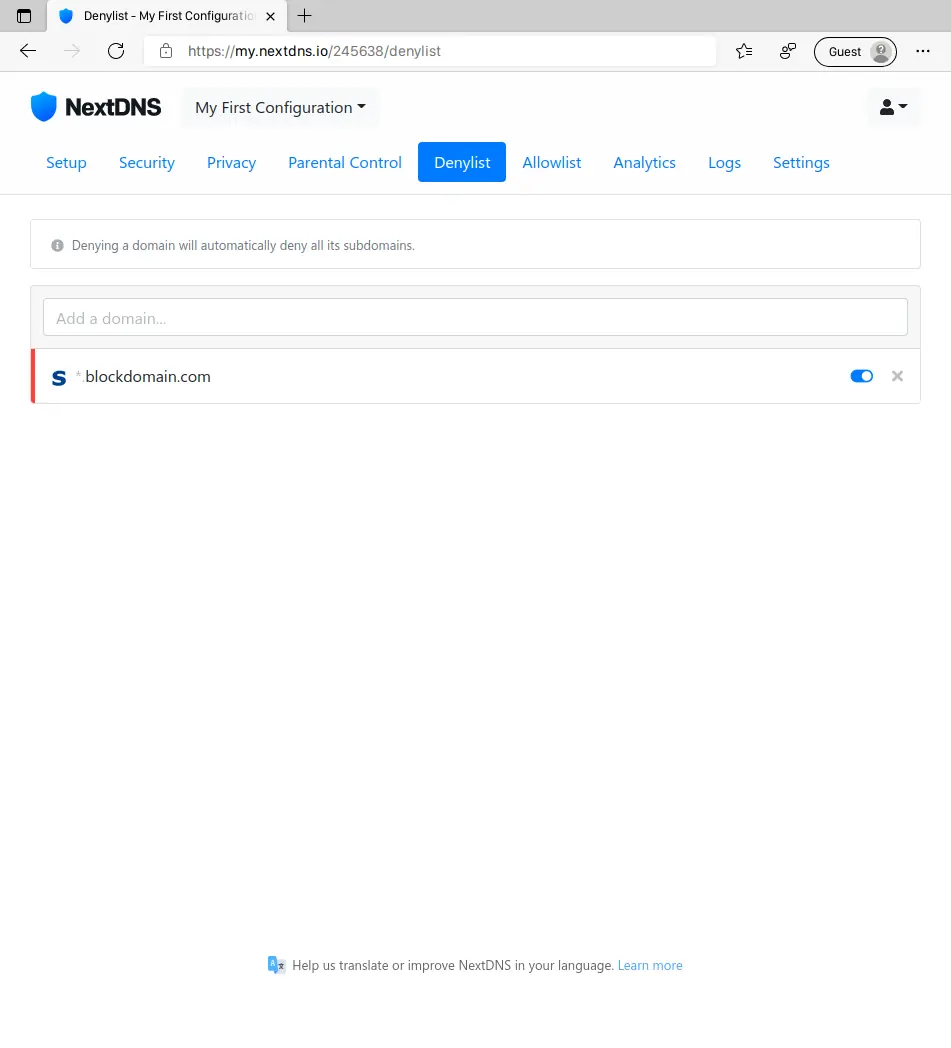 Denylist - My First Configuratio
https://my.nextdns.io/245638/denylist
Guest
NextDNS
My First Configuration
Setup
Security
Privacy
Parental Control
Denylist
Allowlist
Analytics
Logs
Settings
Denying a domain will automatically deny all its subdomains.
Add a domain...
S *.blockdomain.com
Help us translate or improve NextDNS in your language. Learn more